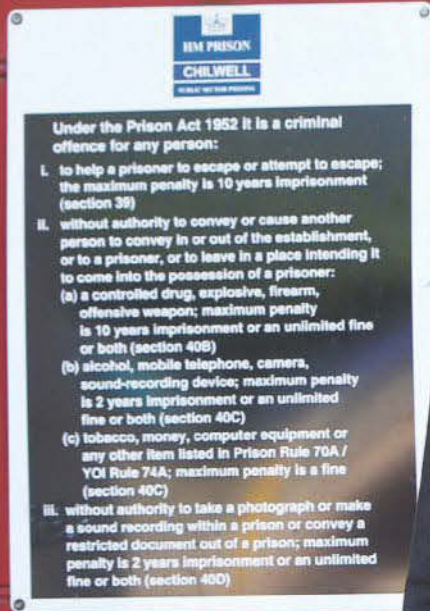 HM PRISON
CHILWELL
PUBLIC SECTOR PRISONS
Under the Prison Act 1952 it is a criminal
offence for any person:
i. to help a prisoner to escape or attempt to escape;
the maximum penalty is 10 years imprisonment
(section 39)
ii. without authority to convey or cause another
person to convey in or out of the establishment,
or to a prisoner, or to leave in a place intending it
to come into the possession of a prisoner:
(a) a controlled drug, explosive, firearm,
offensive weapon; maximum penalty
is 10 years imprisonment or an unlimited fine
or both (section 40B)
(b) alcohol, mobile telephone, camera,
sound-recording device; maximum penalty
is 2 years imprisonment or an unlimited
fine or both (section 40C)
(c) tobacco, money, computer equipment or
any other item listed in Prison Rule 70A /
YOI Rule 74A; maximum penalty is a fine
(section 40C)
iii. without authority to take a photograph or make
a sound recording within a prison or convey a
restricted document out of a prison; maximum
penalty is 2 years imprisonment or an unlimited
fine or both (section 40D)